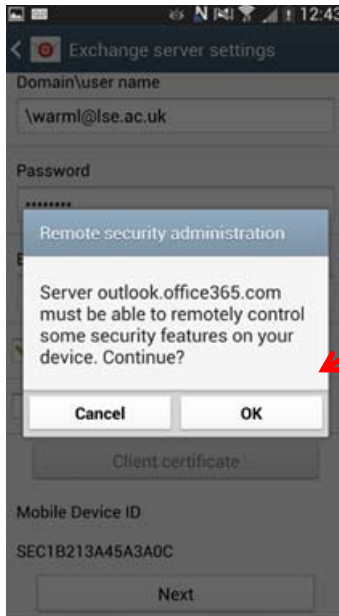 12:43
Exchange server settings
Domain\user name
\warml@lse.ac.uk
Password
Remote security administration
Server outlook.office365.com
must be able to remotely control
some security features on your
device. Continue?
Cancel OK
Client certificate
Mobile Device ID
SEC1B213A45A3A0C
Next